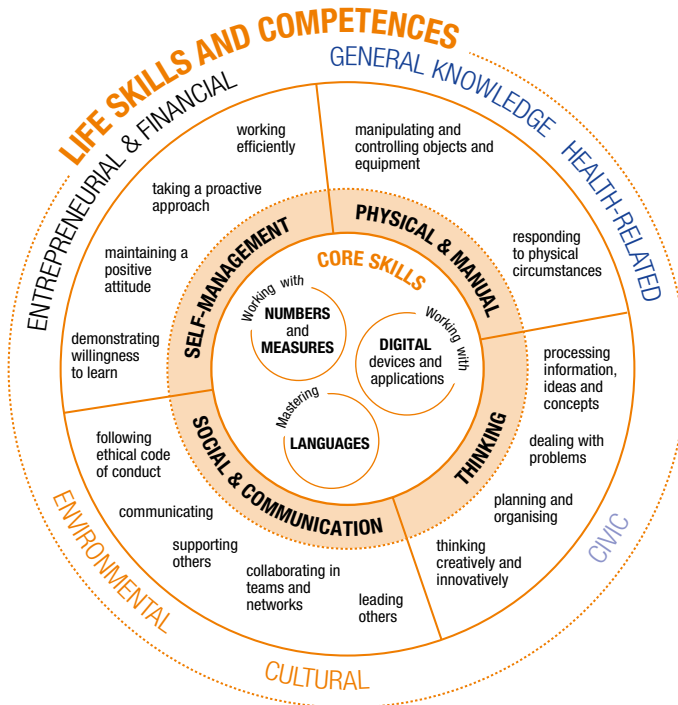 LIFE SKILLS AND COMPETENCES
GENERAL KNOWLEDGE
HEALTH-RELATED
ENTREPRENEURIAL & FINANCIAL
working
efficiently
taking a proactive
approach
maintaining a
positive
attitude
demonstrating
willingness
to learn
manipulating and
controlling objects and
equipment
responding
to physical
circumstances
SELF-MANAGEMENT
PHYSICAL & MANUAL
CORE SKILLS
Working with
NUMBERS
and
MEASURES
Working with
DIGITAL
devices and
applications
Mastering
LANGUAGES
THINKING
SOCIAL & COMMUNICATION
processing
information,
ideas and
concepts
dealing with
problems
planning and
organising
thinking
creatively and
innovatively
following
ethical code
of conduct
communicating
supporting
others
collaborating in
teams and
networks
leading
others
ENVIRONMENTAL
CULTURAL
CIVIC